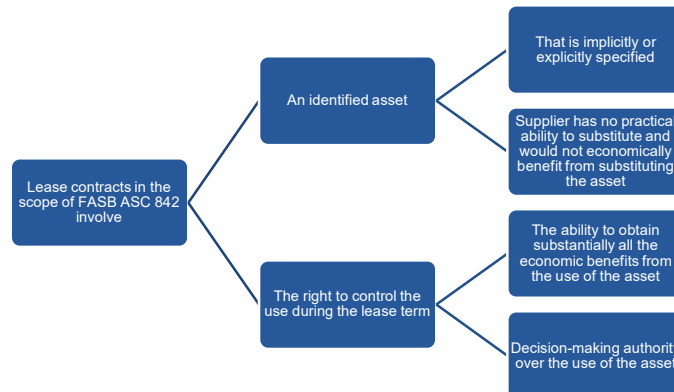 That is implicitly or
explicitly specified
An identified asset
Supplier has no practical
ability to substitute and
would not economically
benefit from substituting
the asset
Lease contracts in the
scope of FASB ASC 842
involve
The ability to obtain
substantially all the
economic benefits from
the use of the asset
The right to control the
use during the lease term
Decision-making authority
over the use of the asset